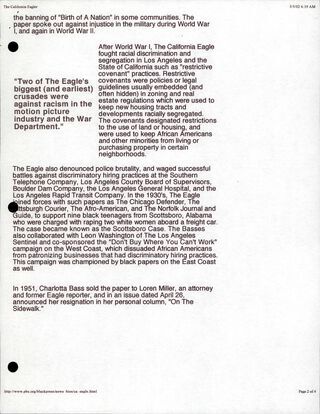 The California Eagle
5/5/02 4:19 AM
the banning of "Birth of A Nation" in some communities. The
paper spoke out against injustice in the military during World War
I, and again in World War II.
After World War I, The California Eagle
fought racial discrimination and
segregation in Los Angeles and the
State of California such as "restrictive
covenant" practices. Restrictive
covenants were policies or legal
guidelines usually embedded (and
often hidden) in zoning and real
estate regulations which were used to
keep new housing tracts and
developments racially segregated.
The covenants designated restrictions
to the use of land or housing, and
were used to keep African Americans
and other minorities from living or
purchasing property in certain
neighborhoods.
"Two of The Eagle's
biggest (and earliest)
crusades were
against racism in the
motion picture
industry and the War
Department."
The Eagle also denounced police brutality, and waged successful
battles against discriminatory hiring practices at the Southern
Telephone Company, Los Angeles County Board of Supervisors,
Boulder Dam Company, the Los Angeles General Hospital, and the
Los Angeles Rapid Transit Company. In the 1930's, The Eagle
joined forces with such papers as The Chicago Defender, The
Pittsburgh Courier, The Afro-American, and The Norfolk Journal and
Guide, to support nine black teenagers from Scottsboro, Alabama
who were charged with raping two white women aboard a freight car.
The case became known as the Scottsboro Case. The Basses
also collaborated with Leon Washington of The Los Angeles
Sentinel and co-sponsored the "Don't Buy Where You Can't Work"
campaign on the West Coast, which dissuaded African Americans
from patronizing businesses that had discriminatory hiring practices.
This campaign was championed by black papers on the East Coast
as well.
In 1951, Charlotta Bass sold the paper to Loren Miller, an attorney
and former Eagle reporter, and in an issue dated April 26,
announced her resignation in her personal column, "On The
Sidewalk."
Page 2 of 4